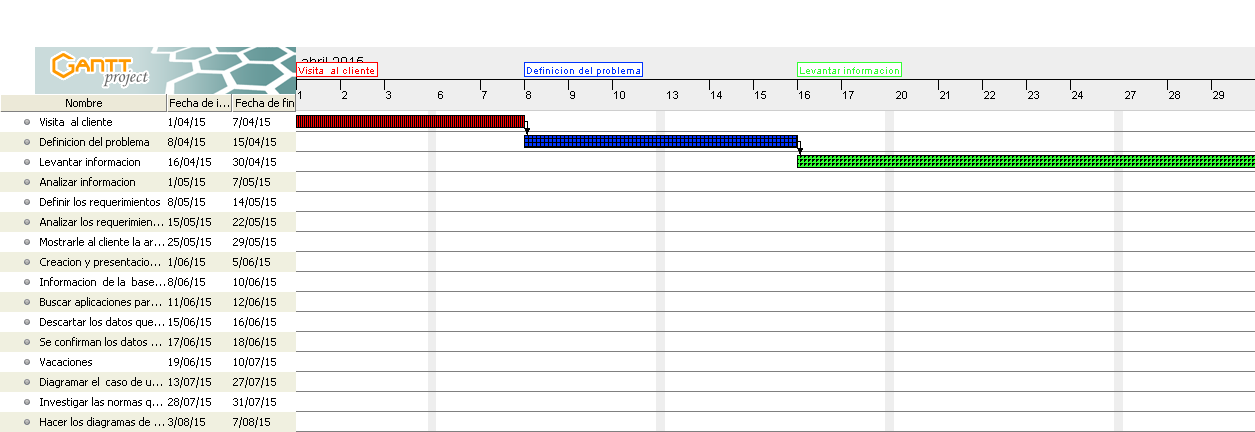 GANTT
project
abril 2015
Visita al cliente
Definicion del problema
Levantar informacion
1 2 3 6 7 8 9 10 13 14 15 16 17 20 21 22 23 24 27 28 29
Nombre Fecha de i... Fecha de fin
Visita al cliente 1/04/15 7/04/15
Definicion del problema 8/04/15 15/04/15
Levantar informacion 16/04/15 30/04/15
Analizar informacion 1/05/15 7/05/15
Definir los requerimientos 8/05/15 14/05/15
Analizar los requerimien... 15/05/15 22/05/15
Mostrarle al cliente la ar... 25/05/15 29/05/15
Creacion y presentacio... 1/06/15 5/06/15
Informacion de la base... 8/06/15 10/06/15
Buscar aplicaciones par... 11/06/15 12/06/15
Descartar los datos que... 15/06/15 16/06/15
Se confirman los datos ... 17/06/15 18/06/15
Vacaciones 19/06/15 10/07/15
Diagramar el caso de u... 13/07/15 27/07/15
Investigar las normas q... 28/07/15 31/07/15
Hacer los diagramas de ... 3/08/15 7/08/15